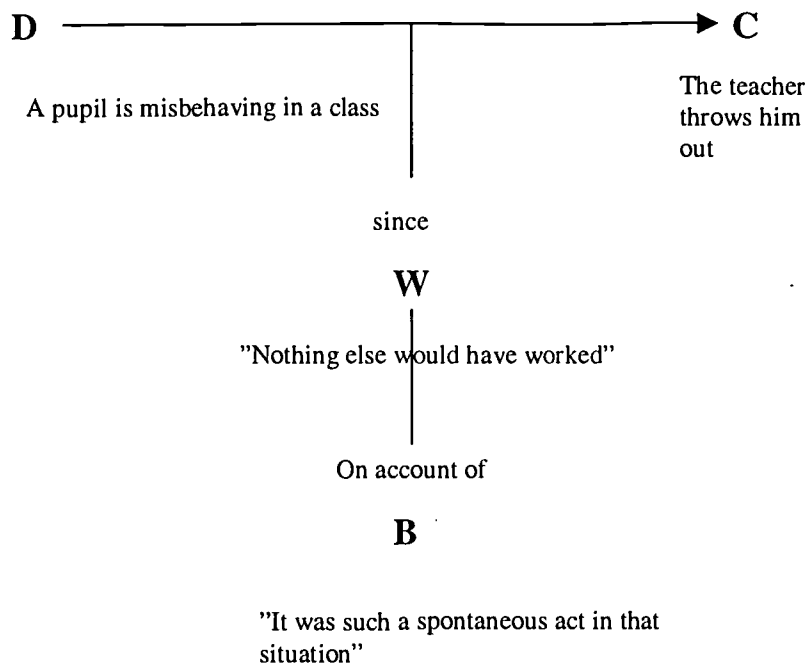 D C
A pupil is misbehaving in a class
The teacher
throws him
out
since
W
”Nothing else would have worked”
On account of
B
”It was such a spontaneous act in that
situation”